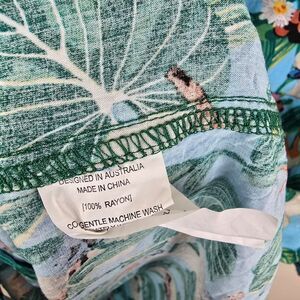 DESIGNED IN AUSTRALIA
MADE IN CHINA
[100% RAYON]
GENTLE MACHINE WASH